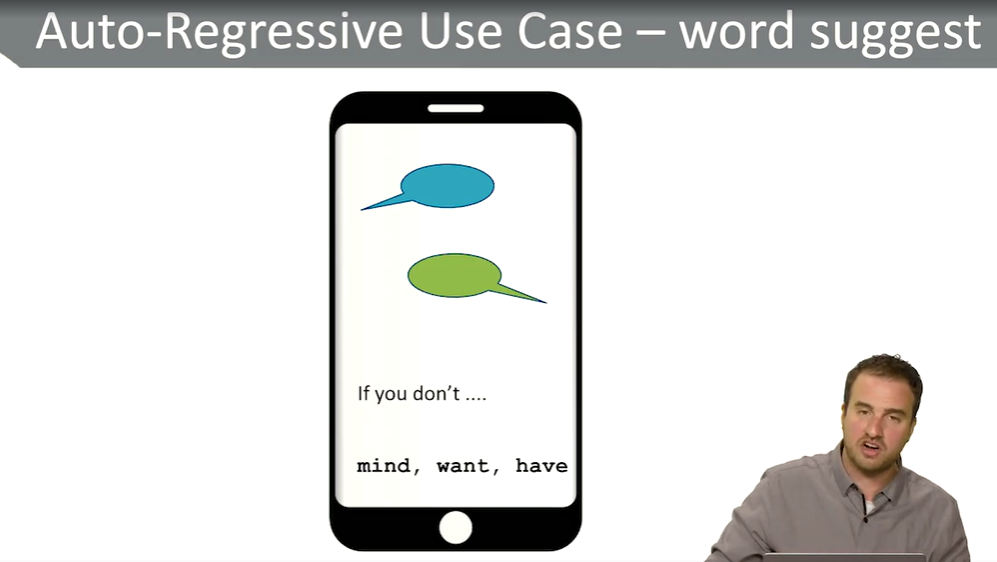 Auto-Regressive Use Case – word suggest
If you don’t ....
mind, want, have